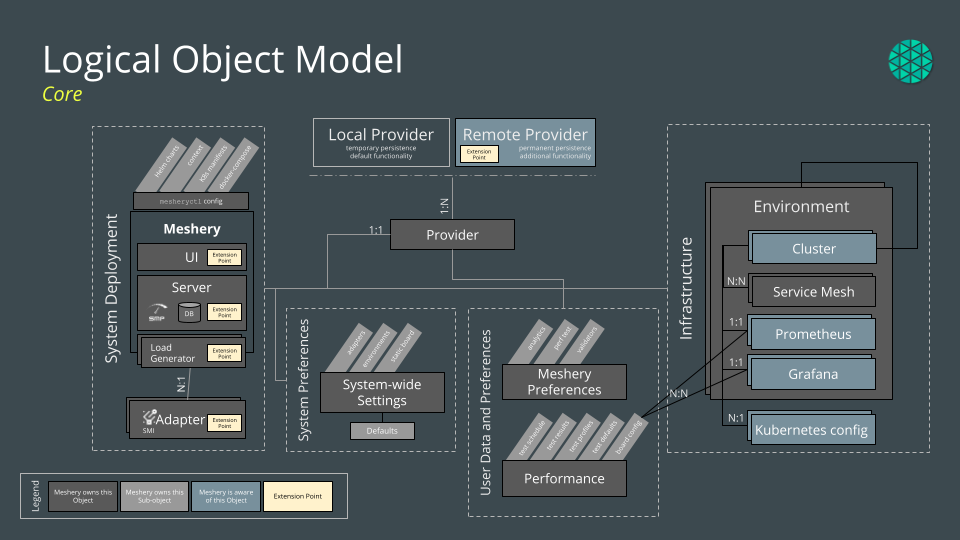 Logical Object Model
Core
Local Provider
temporary persistence
default functionality
Remote Provider
Extension
Point
permanent persistence
additional functionality
System Deployment
Helm charts
context
K8s manifests
docker-compose
mesheryctl config
Meshery
UI
Extension
Point
Server
SMP
DB
Extension
Point
Load
Generator
Extension
Point
N:1
SMI
Adapter
Extension
Point
1:N
1:1
Provider
System Preferences
adapters
environments
static board
System-wide
Settings
Defaults
User Data and Preferences
analytics
perf test
validators
Meshery
Preferences
test schedule
test results
test profiles
test defaults
board config
Performance
N:N
Infrastructure
Environment
Cluster
N:N
Service Mesh
1:1
Prometheus
1:1
Grafana
N:1
Kubernetes config
Legend
Meshery owns this
Object
Meshery owns this
Sub-object
Meshery is aware
of this Object
Extension Point